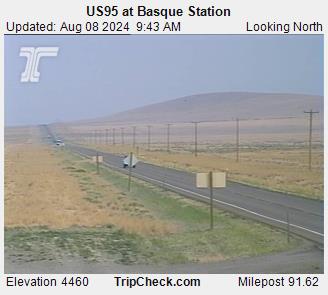 US95 at Basque Station
Updated: Aug 08 2024 9:43 AM
Looking North
Elevation 4460
TripCheck.com
Milepost 91.62